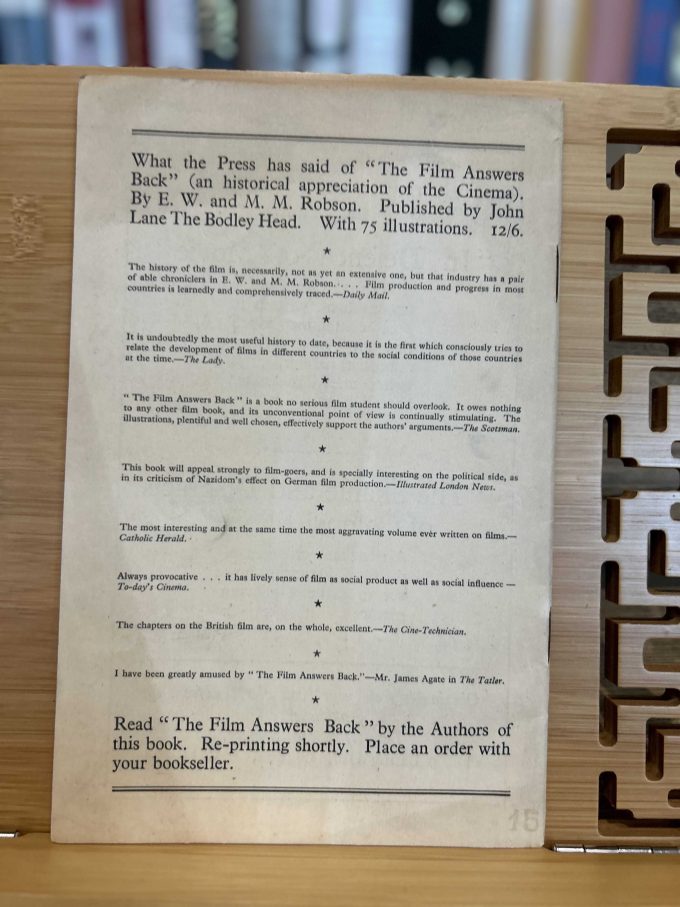 What the Press has said of “The Film Answers
Back” (an historical appreciation of the Cinema).
By E. W. and M. M. Robson. Published by John
Lane The Bodley Head. With 75 illustrations. 12/6.
★
The history of the film is, necessarily, not as yet an extensive one, but that industry has a pair
of able chroniclers in E. W. and M. M. Robson. . . . Film production and progress in most
countries is learnedly and comprehensively traced.—Daily Mail.
★
It is undoubtedly the most useful history to date, because it is the first which consciously tries to
relate the development of films in different countries to the social conditions of those countries
at the time.—The Lady.
★
“ The Film Answers Back ” is a book no serious film student should overlook. It owes nothing
to any other film book, and its unconventional point of view is continually stimulating. The
illustrations, plentiful and well chosen, effectively support the authors’ arguments.—The Scotsman.
★
This book will appeal strongly to film-goers, and is specially interesting on the political side, as
in its criticism of Nazidom’s effect on German film production.—Illustrated London News.
★
The most interesting and at the same time the most aggravating volume ever written on films.—
Catholic Herald.
★
Always provocative . . . it has lively sense of film as social product as well as social influence —
To-day’s Cinema.
★
The chapters on the British film are, on the whole, excellent.—The Cine-Technician.
★
I have been greatly amused by “ The Film Answers Back.”—Mr. James Agate in The Tatler.
★
Read “ The Film Answers Back ” by the Authors of
this book. Re-printing shortly. Place an order with
your bookseller.
15